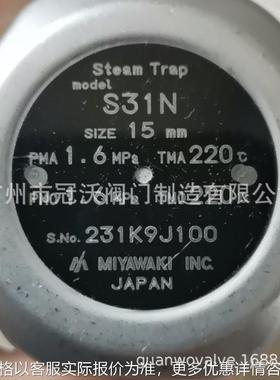 Steam Trap
model
S31N
SIZE 15 mm
PMA 1.6 MPa TMA 220 ℃
州市冠沃阀门制造有限
S.No. 231K9J100
MIYAWAKI INC.
JAPAN
格以客服实际报价为准,更多优惠详情咨
quanwovalve.1688.